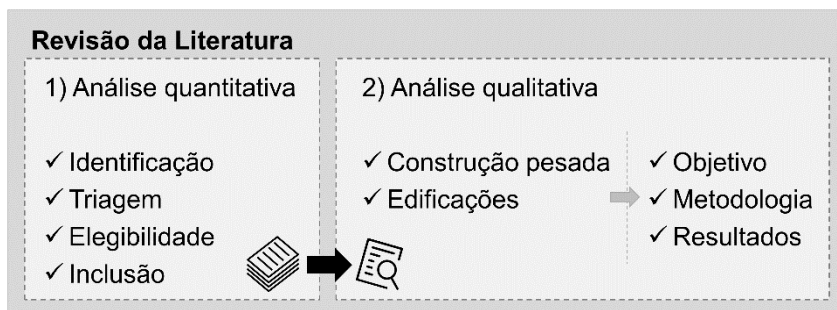 Revisão da Literatura
1) Análise quantitativa
✓ Identificação
✓ Triagem
✓ Elegibilidade
✓ Inclusão
2) Análise qualitativa
✓ Construção pesada
✓ Edificações
✓ Objetivo
✓ Metodologia
✓ Resultados